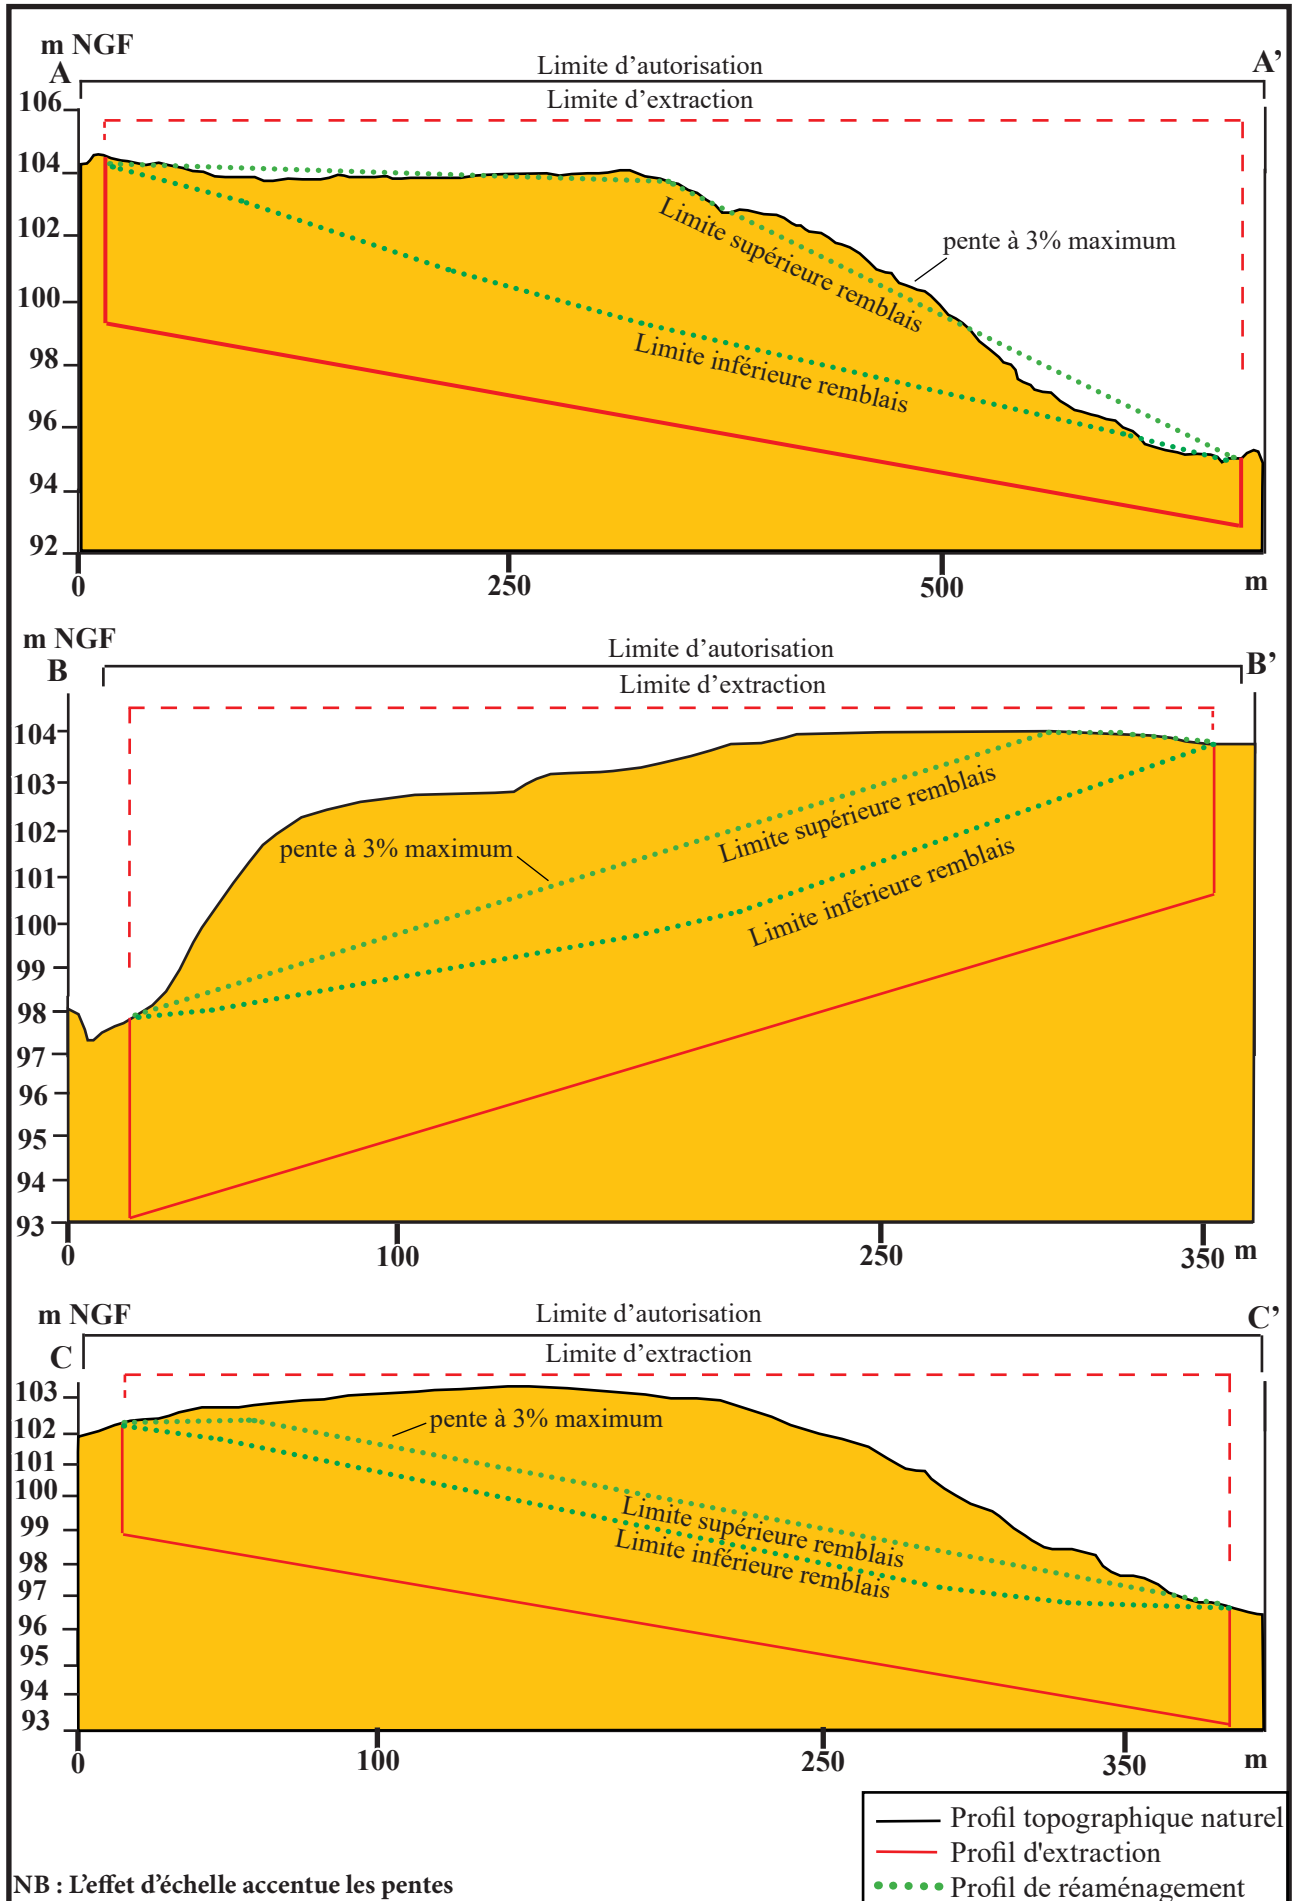 m NGF
A
A’
Limite d’autorisation
Limite d’extraction
106
104
102
100
98
96
94
92
Limite supérieure remblais
pente à 3% maximum
Limite inférieure remblais
0
250
500
m
m NGF
B
B’
Limite d’autorisation
Limite d’extraction
104
103
102
101
100
99
98
97
96
95
94
93
pente à 3% maximum
Limite supérieure remblais
Limite inférieure remblais
0
100
250
350
m
m NGF
C
C’
Limite d’autorisation
Limite d’extraction
103
102
101
100
99
98
97
96
95
94
93
pente à 3% maximum
Limite supérieure remblais
Limite inférieure remblais
0
100
250
350
m
Profil topographique naturel
Profil d'extraction
Profil de réaménagement
NB : L’effet d’échelle accentue les pentes